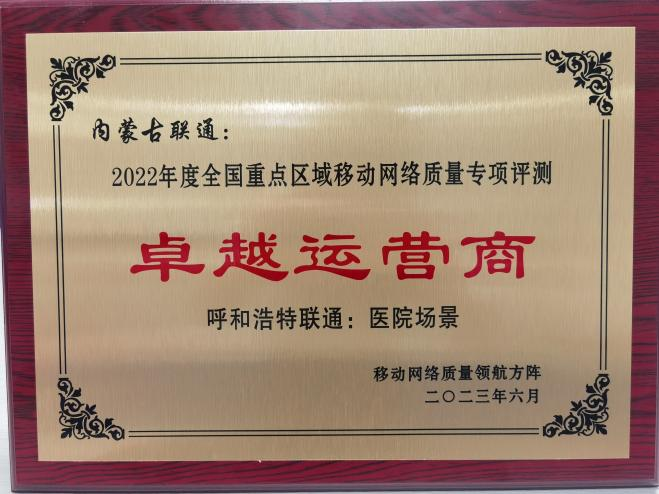 内蒙古联通：
2022年度全国重点区域移动网络质量专项评测
卓越运营商
呼和浩特联通：医院场景
移动网络质量领航方阵
二〇二三年六月